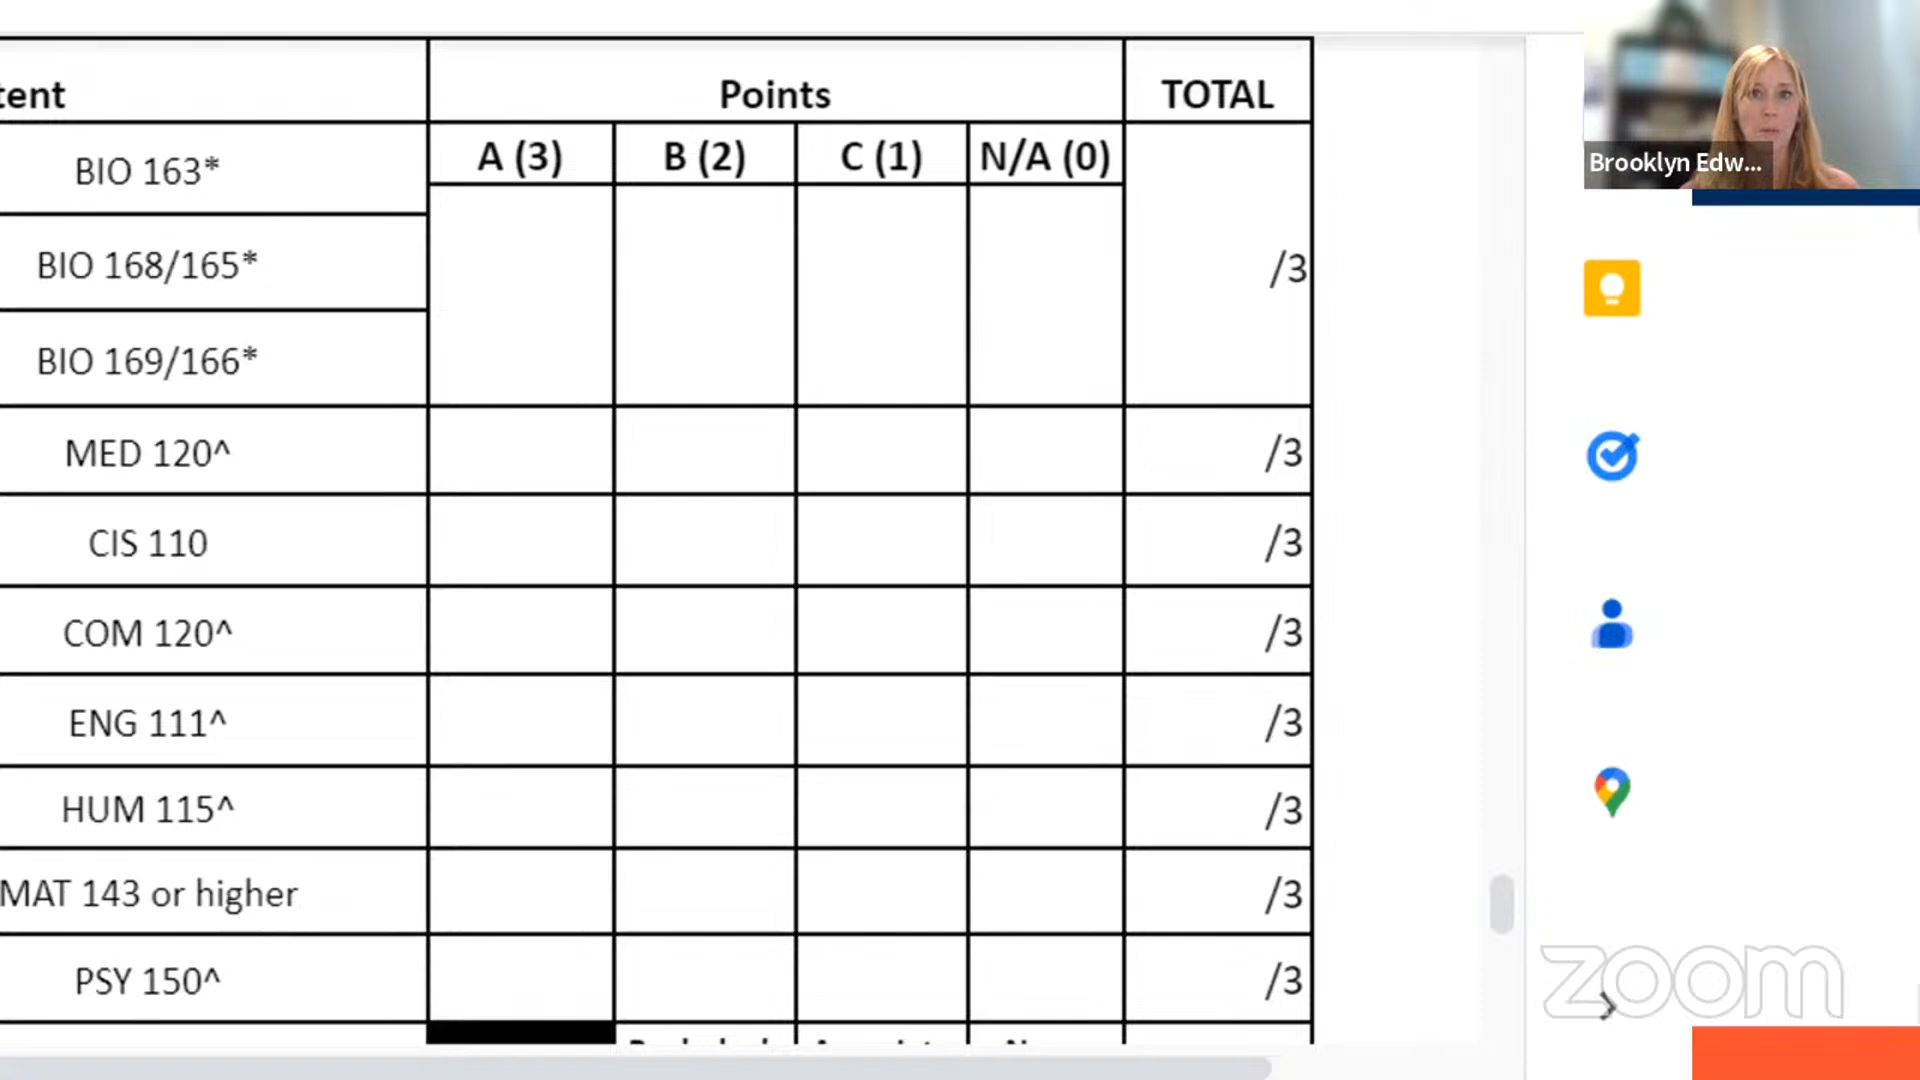 tent Points TOTAL
A (3) B (2) C (1) N/A (0)
BIO 163*
BIO 168/165* /3
BIO 169/166*
MED 120^ /3
CIS 110 /3
COM 120^ /3
ENG 111^ /3
HUM 115^ /3
MAT 143 or higher /3
PSY 150^ /3
Brooklyn Edw...
zoom